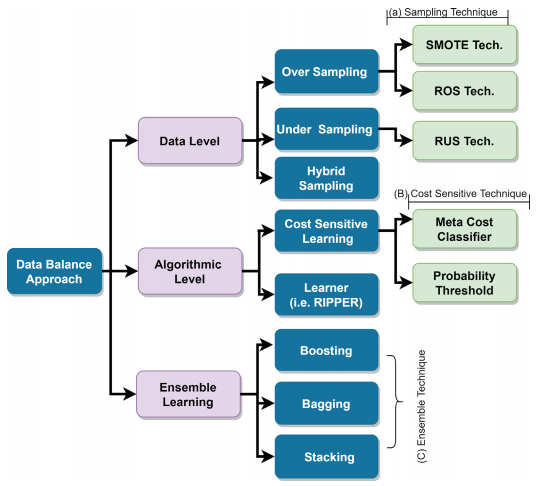 (a) Sampling Technique
SMOTE Tech.
Over Sampling
ROS Tech.
Under Sampling
RUS Tech.
Data Level
Hybrid
Sampling
(B) Cost Sensitive Technique
Cost Sensitive
Learning
Meta Cost
Classifier
Data Balance
Approach
Algorithmic
Level
Probability
Threshold
Learner
(i.e. RIPPER)
Boosting
Ensemble
Learning
Bagging
(C) Ensemble Technique
Stacking